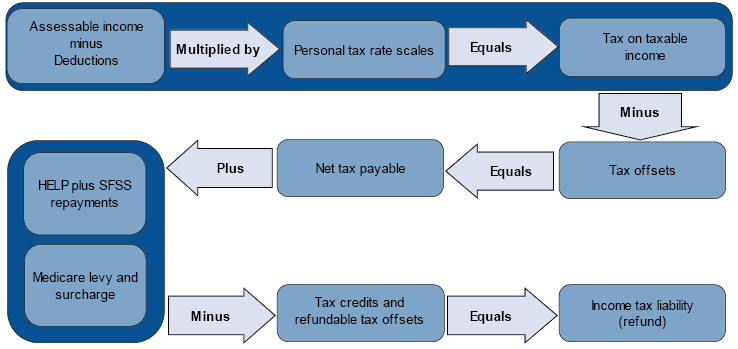 Assessable income
minus
Deductions
Multiplied by
Personal tax rate scales
Equals
Tax on taxable
income
Minus
Tax offsets
Equals
Net tax payable
Plus
HELP plus SFSS
repayments
Medicare levy and
surcharge
Minus
Tax credits and
refundable tax offsets
Equals
Income tax liability
(refund)